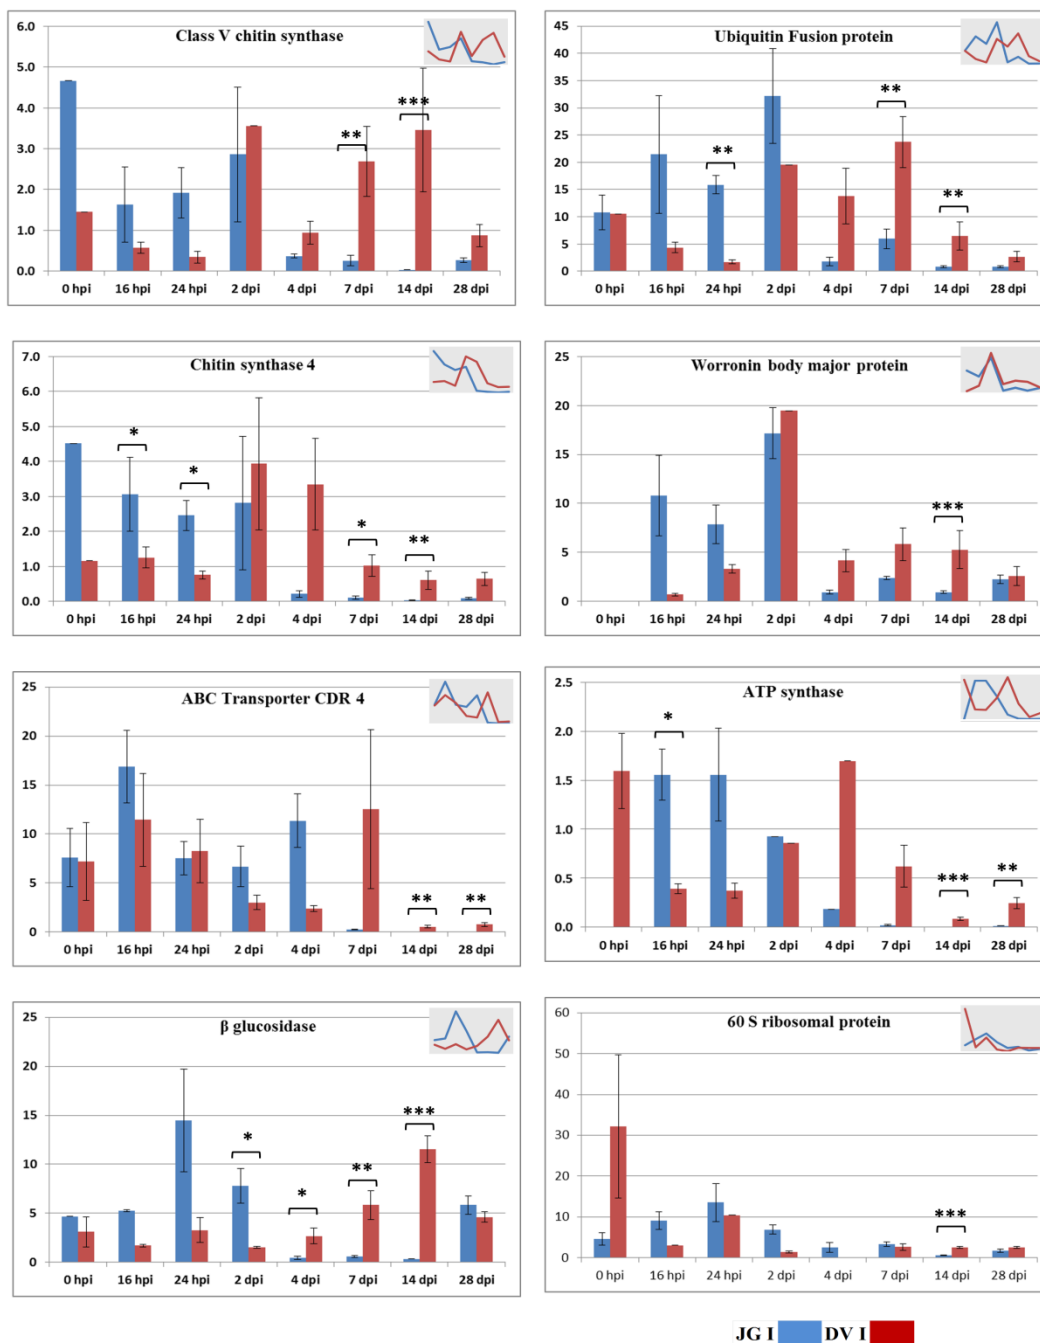 Class V chitin synthase
6.0
5.0
4.0
3.0
2.0
1.0
0.0
** ***
0 hpi 16 hpi 24 hpi 2 dpi 4 dpi 7 dpi 14 dpi 28 dpi
Ubiquitin Fusion protein
45
40
35
30
25
20
15
10
5
0
** ** **
0 hpi 16 hpi 24 hpi 2 dpi 4 dpi 7 dpi 14 dpi 28 dpi
Chitin synthase 4
7.0
6.0
5.0
4.0
3.0
2.0
1.0
0.0
* * * **
0 hpi 16 hpi 24 hpi 2 dpi 4 dpi 7 dpi 14 dpi 28 dpi
Worronin body major protein
25
20
15
10
5
0
***
0 hpi 16 hpi 24 hpi 2 dpi 4 dpi 7 dpi 14 dpi 28 dpi
ABC Transporter CDR 4
25
20
15
10
5
0
** **
0 hpi 16 hpi 24 hpi 2 dpi 4 dpi 7 dpi 14 dpi 28 dpi
ATP synthase
2.5
2.0
1.5
1.0
0.5
0.0
* *** **
0 hpi 16 hpi 24 hpi 2 dpi 4 dpi 7 dpi 14 dpi 28 dpi
β glucosidase
25
20
15
10
5
0
* * ** ***
0 hpi 16 hpi 24 hpi 2 dpi 4 dpi 7 dpi 14 dpi 28 dpi
60 S ribosomal protein
60
50
40
30
20
10
0
***
0 hpi 16 hpi 24 hpi 2 dpi 4 dpi 7 dpi 14 dpi 28 dpi
JG I DV I